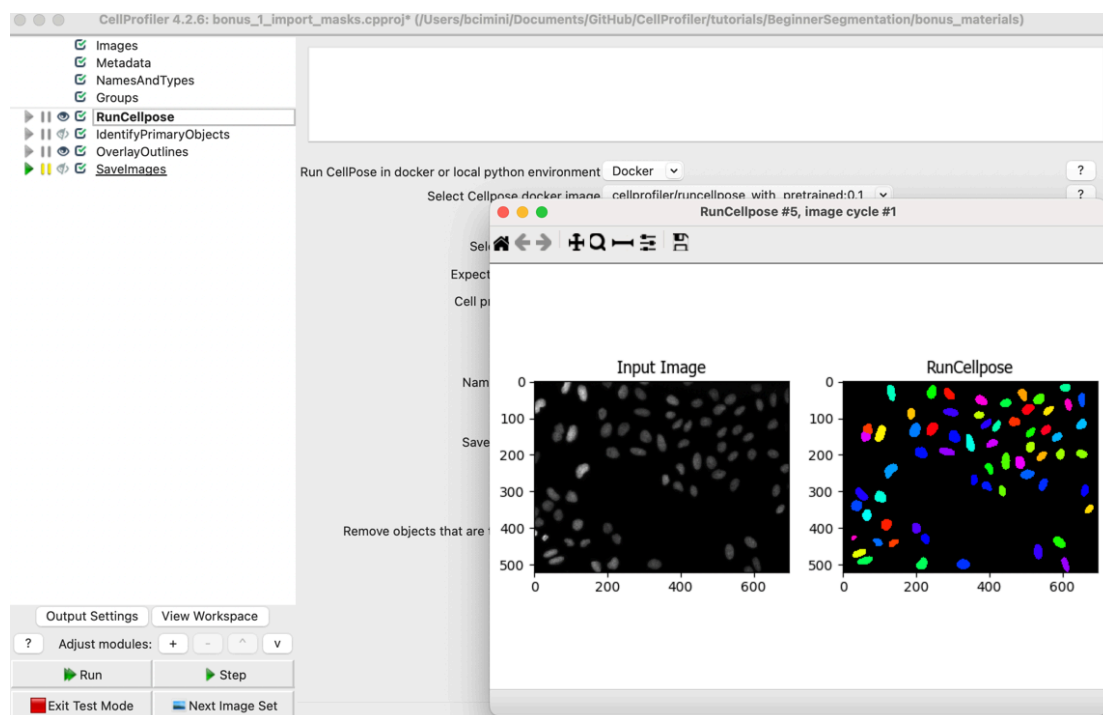 CellProfiler 4.2.6: bonus_1_import_masks.cpproj* (/Users/bcimini/Documents/GitHub/CellProfiler/tutorials/BeginnerSegmentation/bonus_materials)
Images
Metadata
NamesAndTypes
Groups
RunCellpose
IdentifyPrimaryObjects
OverlayOutlines
SaveImages
Run CellPose in docker or local python environment Docker ?
Select Cellpose docker image cellprofiler/runcellpose_with_pretrained:0.1 ?
RunCellpose #5, image cycle #1
Expect
Cell
Save
Remove objects that are
Input Image
RunCellpose
0
100
200
300
400
500
0 200 400 600
0
100
200
300
400
500
0 200 400 600
Output Settings View Workspace
? Adjust modules: + - ^ v
Run Step
Exit Test Mode Next Image Set